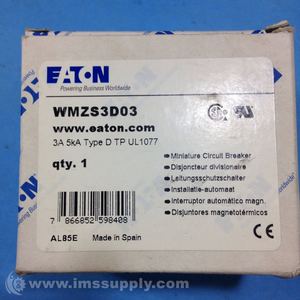 EATON
Powering Business Worldwide
WMZS3D03
www.eaton.com
3A 5kA Type D TP UL1077
qty. 1
Miniature Circuit Breaker
Disjoncteur divisionaire
Leitungsschutzschalter
Installatie-automaat
Interruptor automático magn.
Disjuntores magnetotérmicos
7 866852 598408
AL85E Made in Spain
CE
www.imssupply.com